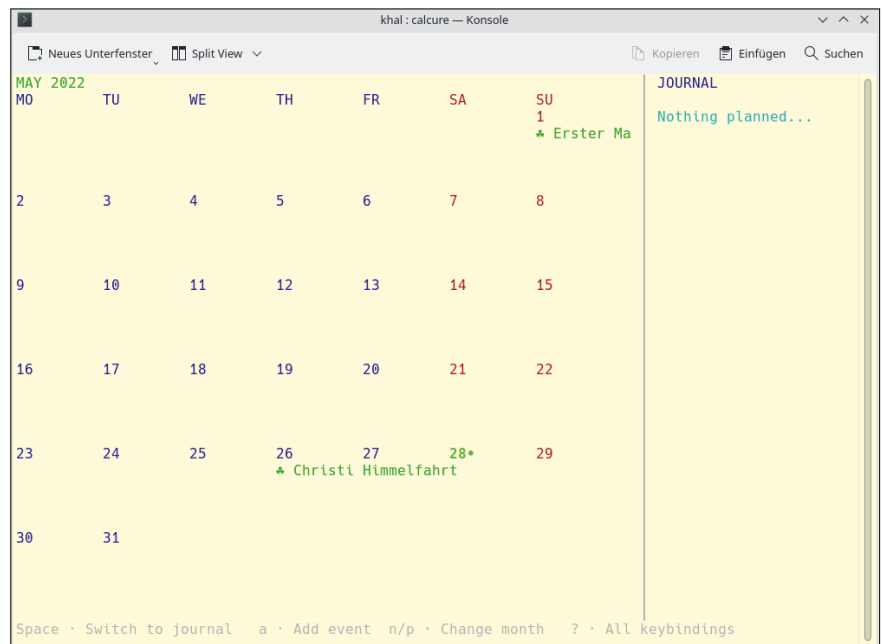 khal : calcure — Konsole
Neues Unterfenster Split View Kopieren Einfügen Suchen
MAY 2022 JOURNAL
MO TU WE TH FR SA SU
1 Nothing planned...
☘ Erster Ma
2 3 4 5 6 7 8
9 10 11 12 13 14 15
16 17 18 19 20 21 22
23 24 25 26 27 28• 29
☘ Christi Himmelfahrt
30 31
Space · Switch to journal a · Add event n/p · Change month ? · All keybindings